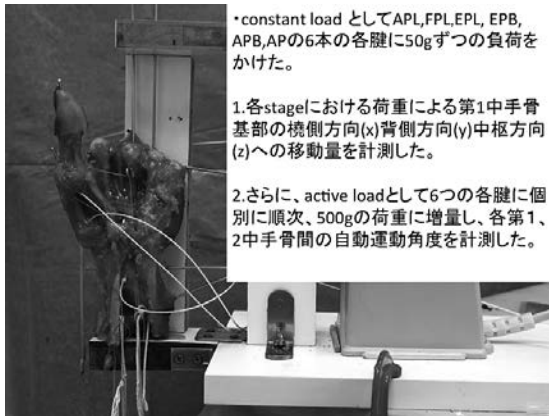 ・constant load としてAPL,FPL,EPL, EPB,
APB,APの6本の各腱に50gずつの負荷を
かけた。
1.各stageにおける荷重による第1中手骨
基部の橈側方向(x)背側方向(y)中枢方向
(z)への移動量を計測した。
2.さらに、active loadとして6つの各腱に個
別に順次、500gの荷重に増量し、各第1、
2中手骨間の自動運動角度を計測した。